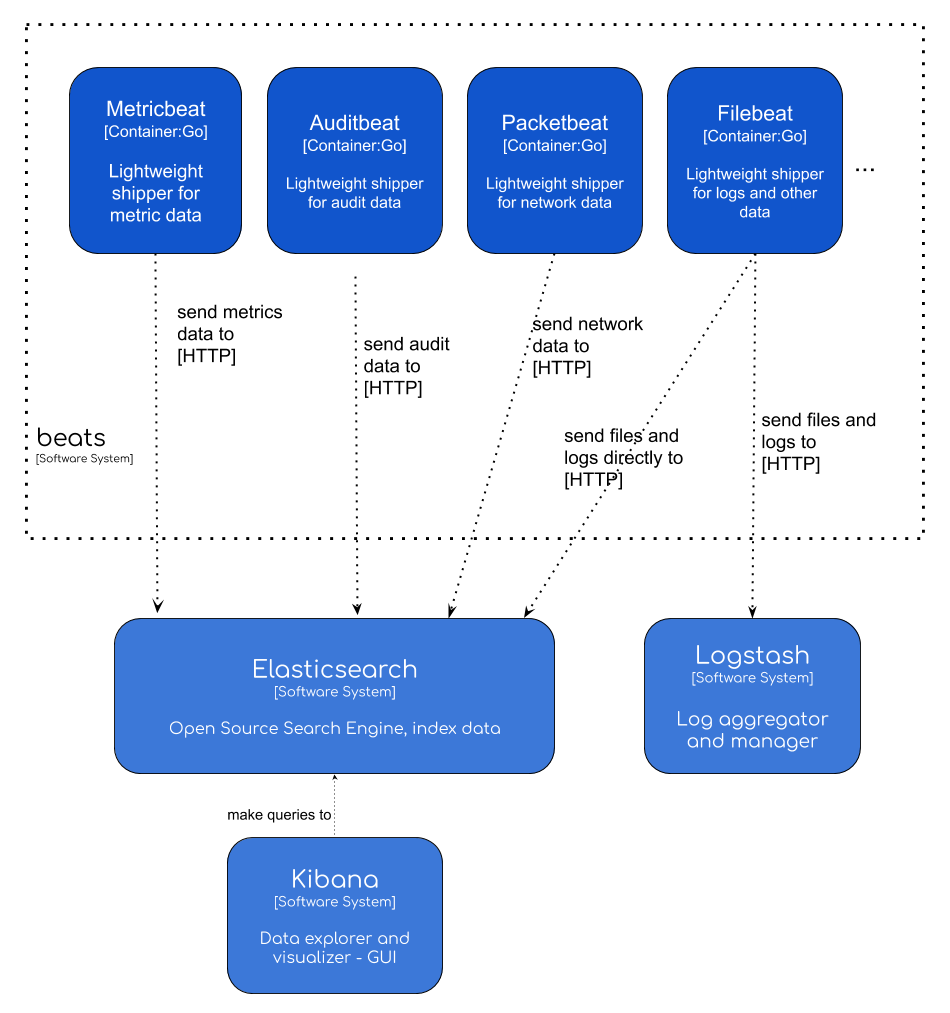 Metricbeat
[Container:Go]
Lightweight
shipper for
metric data
Auditbeat
[Container:Go]
Lightweight shipper
for audit data
Packetbeat
[Container:Go]
Lightweight shipper
for network data
Filebeat
[Container:Go]
Lightweight shipper
for logs and other
data
...
send metrics
data to
[HTTP]
send audit
data to
[HTTP]
send network
data to
[HTTP]
send files and
logs directly to
[HTTP]
send files and
logs to
[HTTP]
beats
[Software System]
Elasticsearch
[Software System]
Open Source Search Engine, index data
Logstash
[Software System]
Log aggregator
and manager
make queries to
Kibana
[Software System]
Data explorer and
visualizer - GUI